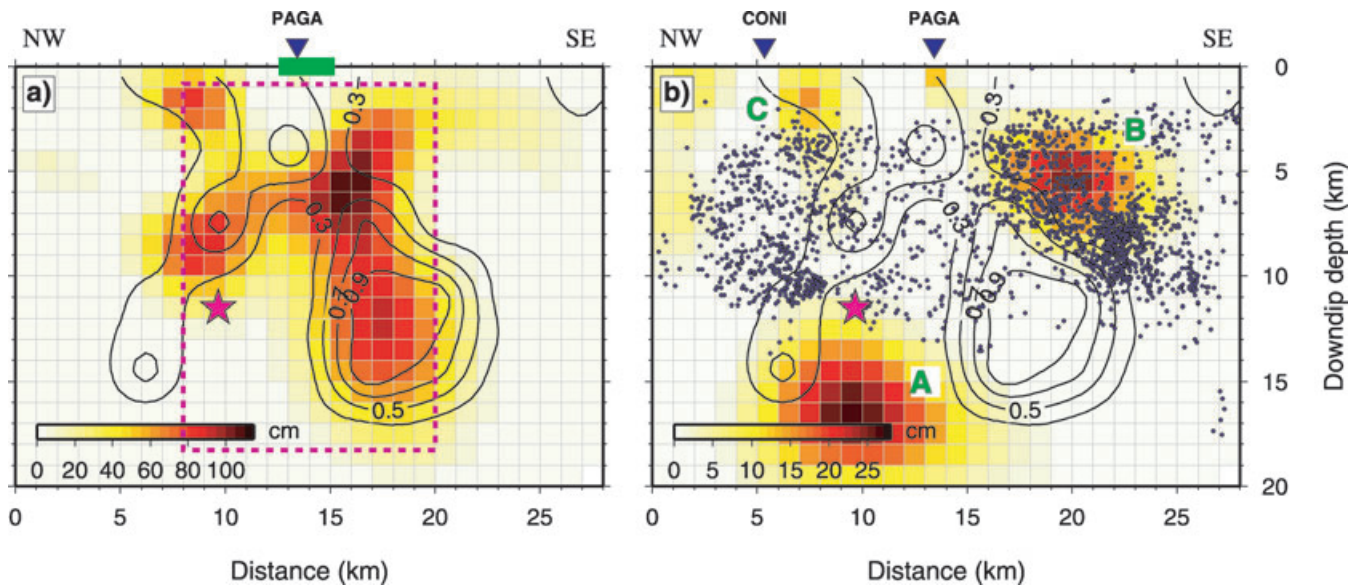 PAGA
NW SE
a)
0.3
0.3
0.7 0.9
0.5
cm
0 20 40 60 80 100
0 5 10 15 20 25
Distance (km)
CONI PAGA
NW SE
b)
C
B
A
0.3
0.3
0.7 0.9
0.5
cm
0 5 10 15 20 25
0 5 10 15 20 25
Distance (km)
0
5
10
15
20
Downdip depth (km)